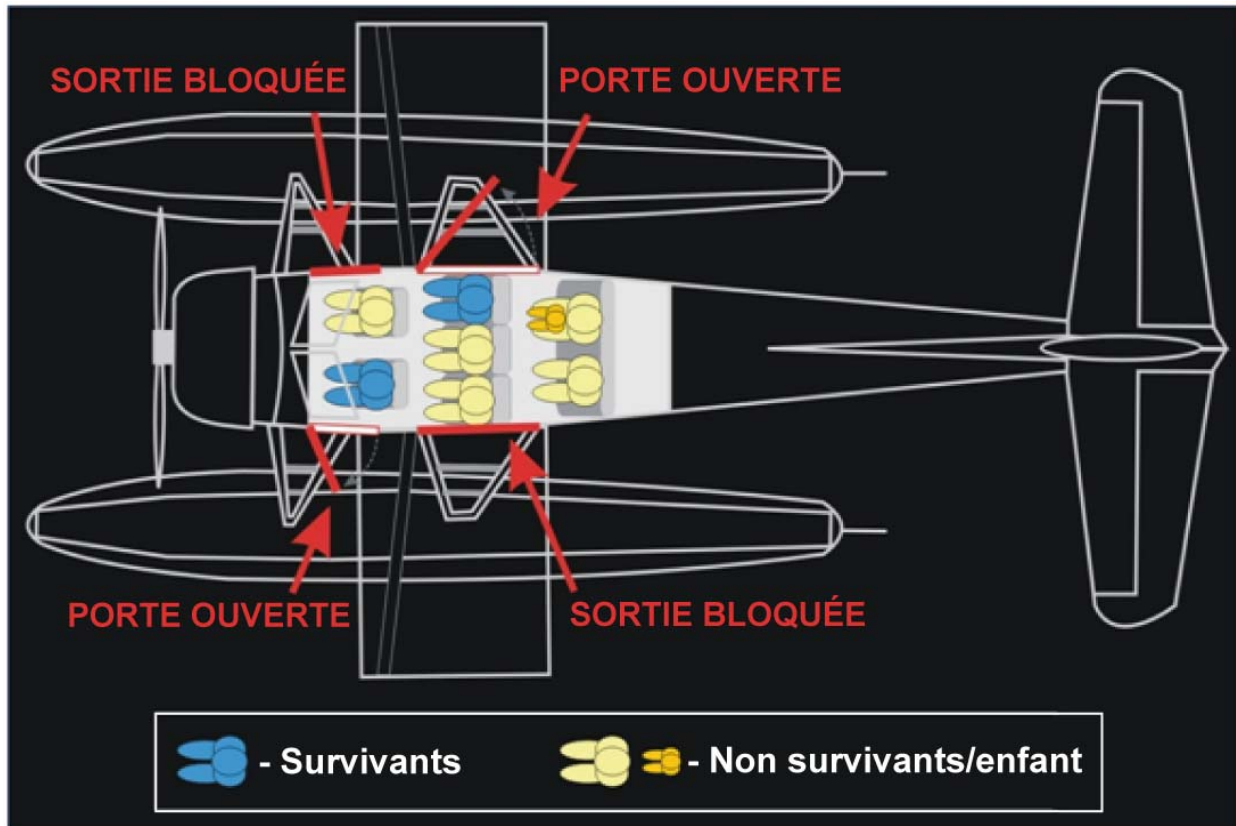 SORTIE BLOQUÉE
PORTE OUVERTE
PORTE OUVERTE
SORTIE BLOQUÉE
- Survivants
- Non survivants/enfant